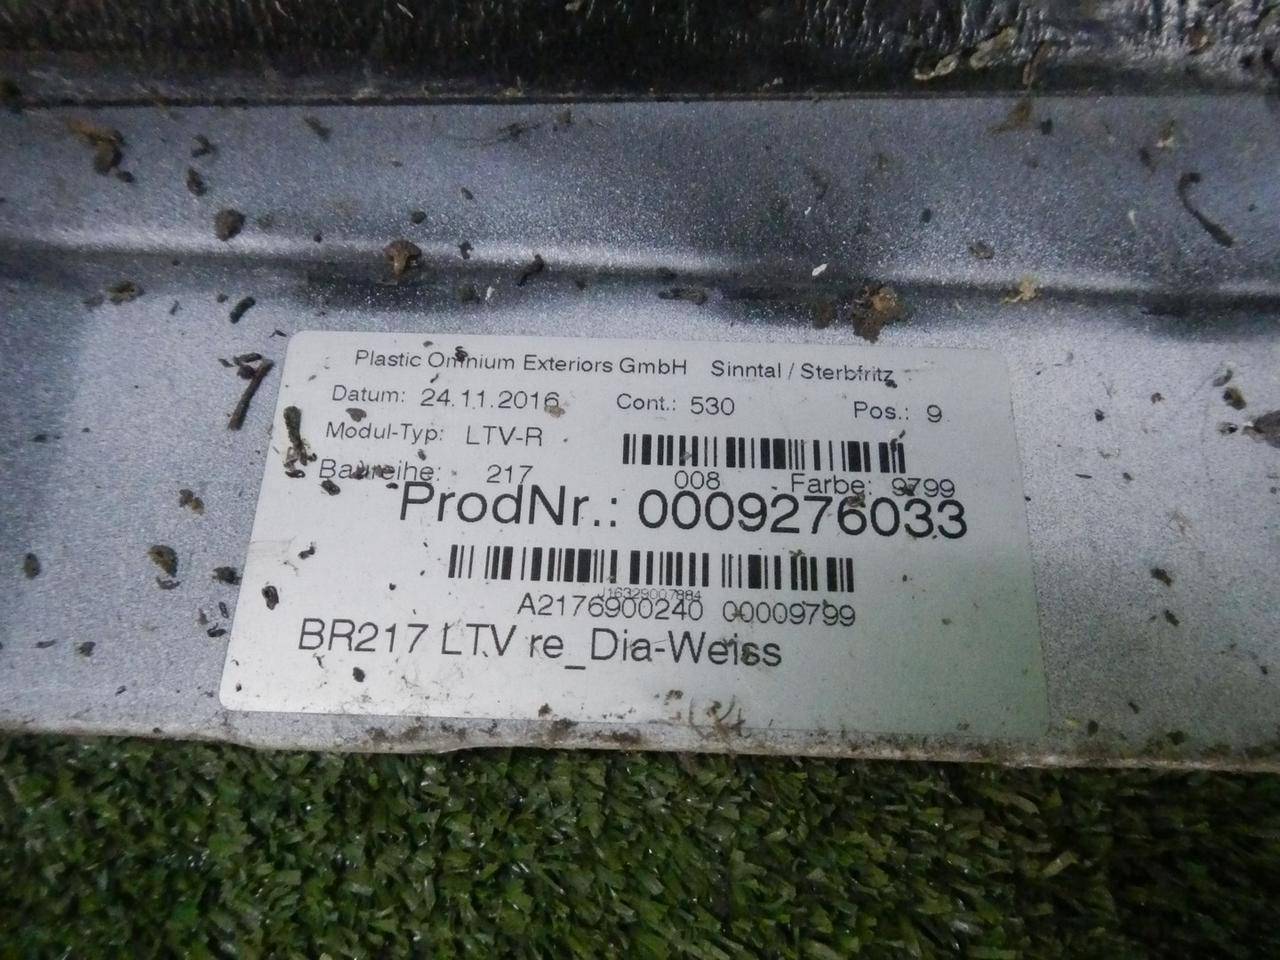 Plastic Omnium Exteriors GmbH Sinntal / Sterbfritz
Datum: 24.11.2016 Cont.: 530 Pos.: 9
Modul-Typ: LTV-R
Baureihe: 217 008 Farbe: 9799
ProdNr.: 0009276033
J16329007884
A2176900240 00009799
BR217 LTV re_Dia-Weiss